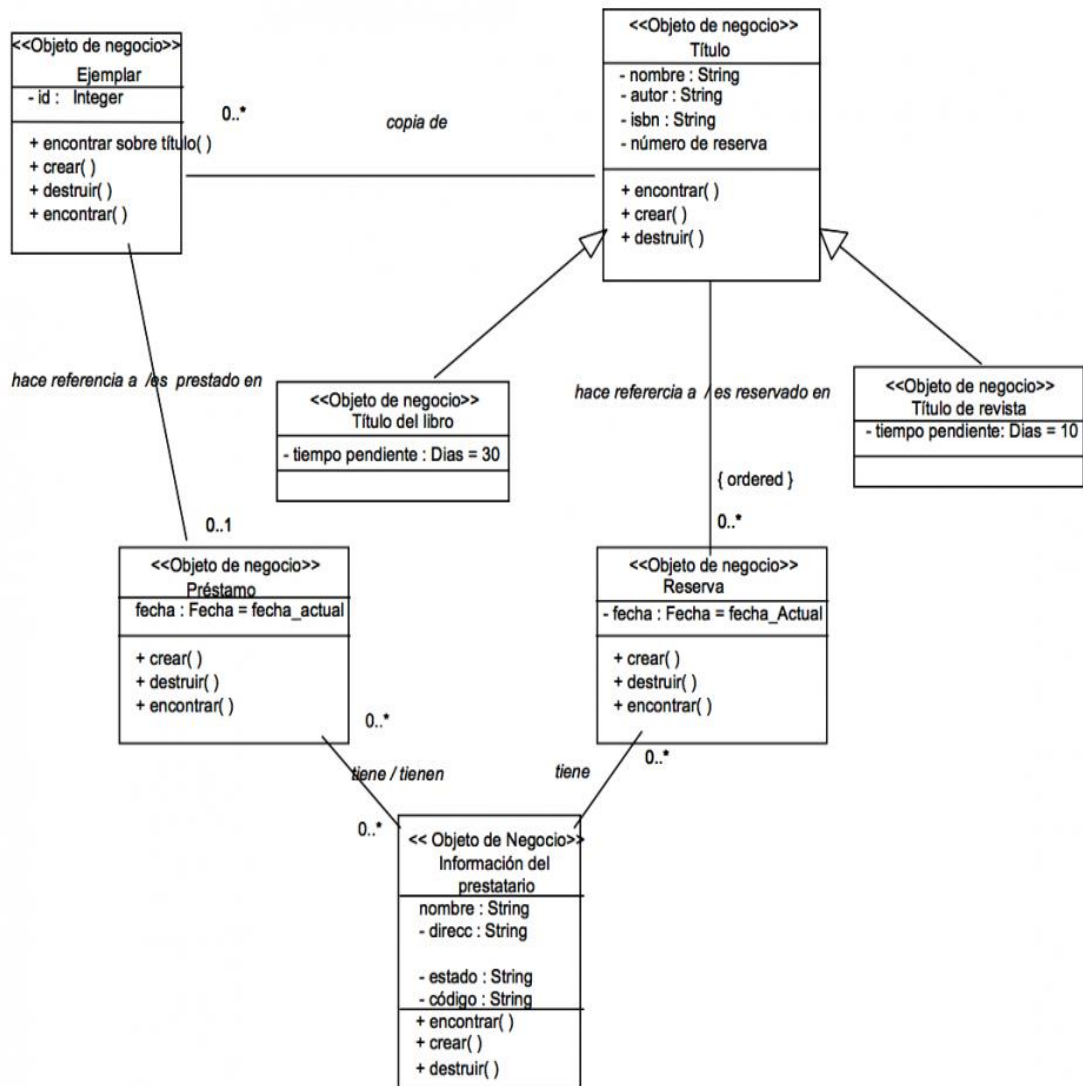 <<Objeto de negocio>>
Ejemplar
- id : Integer
+ encontrar sobre título( )
+ crear( )
+ destruir( )
+ encontrar( )
0..*
copia de
<<Objeto de negocio>>
Título
- nombre : String
- autor : String
- isbn : String
- número de reserva
+ encontrar( )
+ crear( )
+ destruir( )
hace referencia a / es prestado en
<<Objeto de negocio>>
Título del libro
- tiempo pendiente : Dias = 30
hace referencia a / es reservado en
<<Objeto de negocio>>
Título de revista
- tiempo pendiente: Dias = 10
{ ordered }
0..1
0..*
<<Objeto de negocio>>
Préstamo
fecha : Fecha = fecha_actual
+ crear( )
+ destruir( )
+ encontrar( )
<<Objeto de negocio>>
Reserva
- fecha : Fecha = fecha_Actual
+ crear( )
+ destruir( )
+ encontrar( )
0..*
0..*
tiene / tienen
tiene
0..*
<< Objeto de Negocio>>
Información del
prestatario
nombre : String
- direcc : String
- estado : String
- código : String
+ encontrar( )
+ crear( )
+ destruir( )